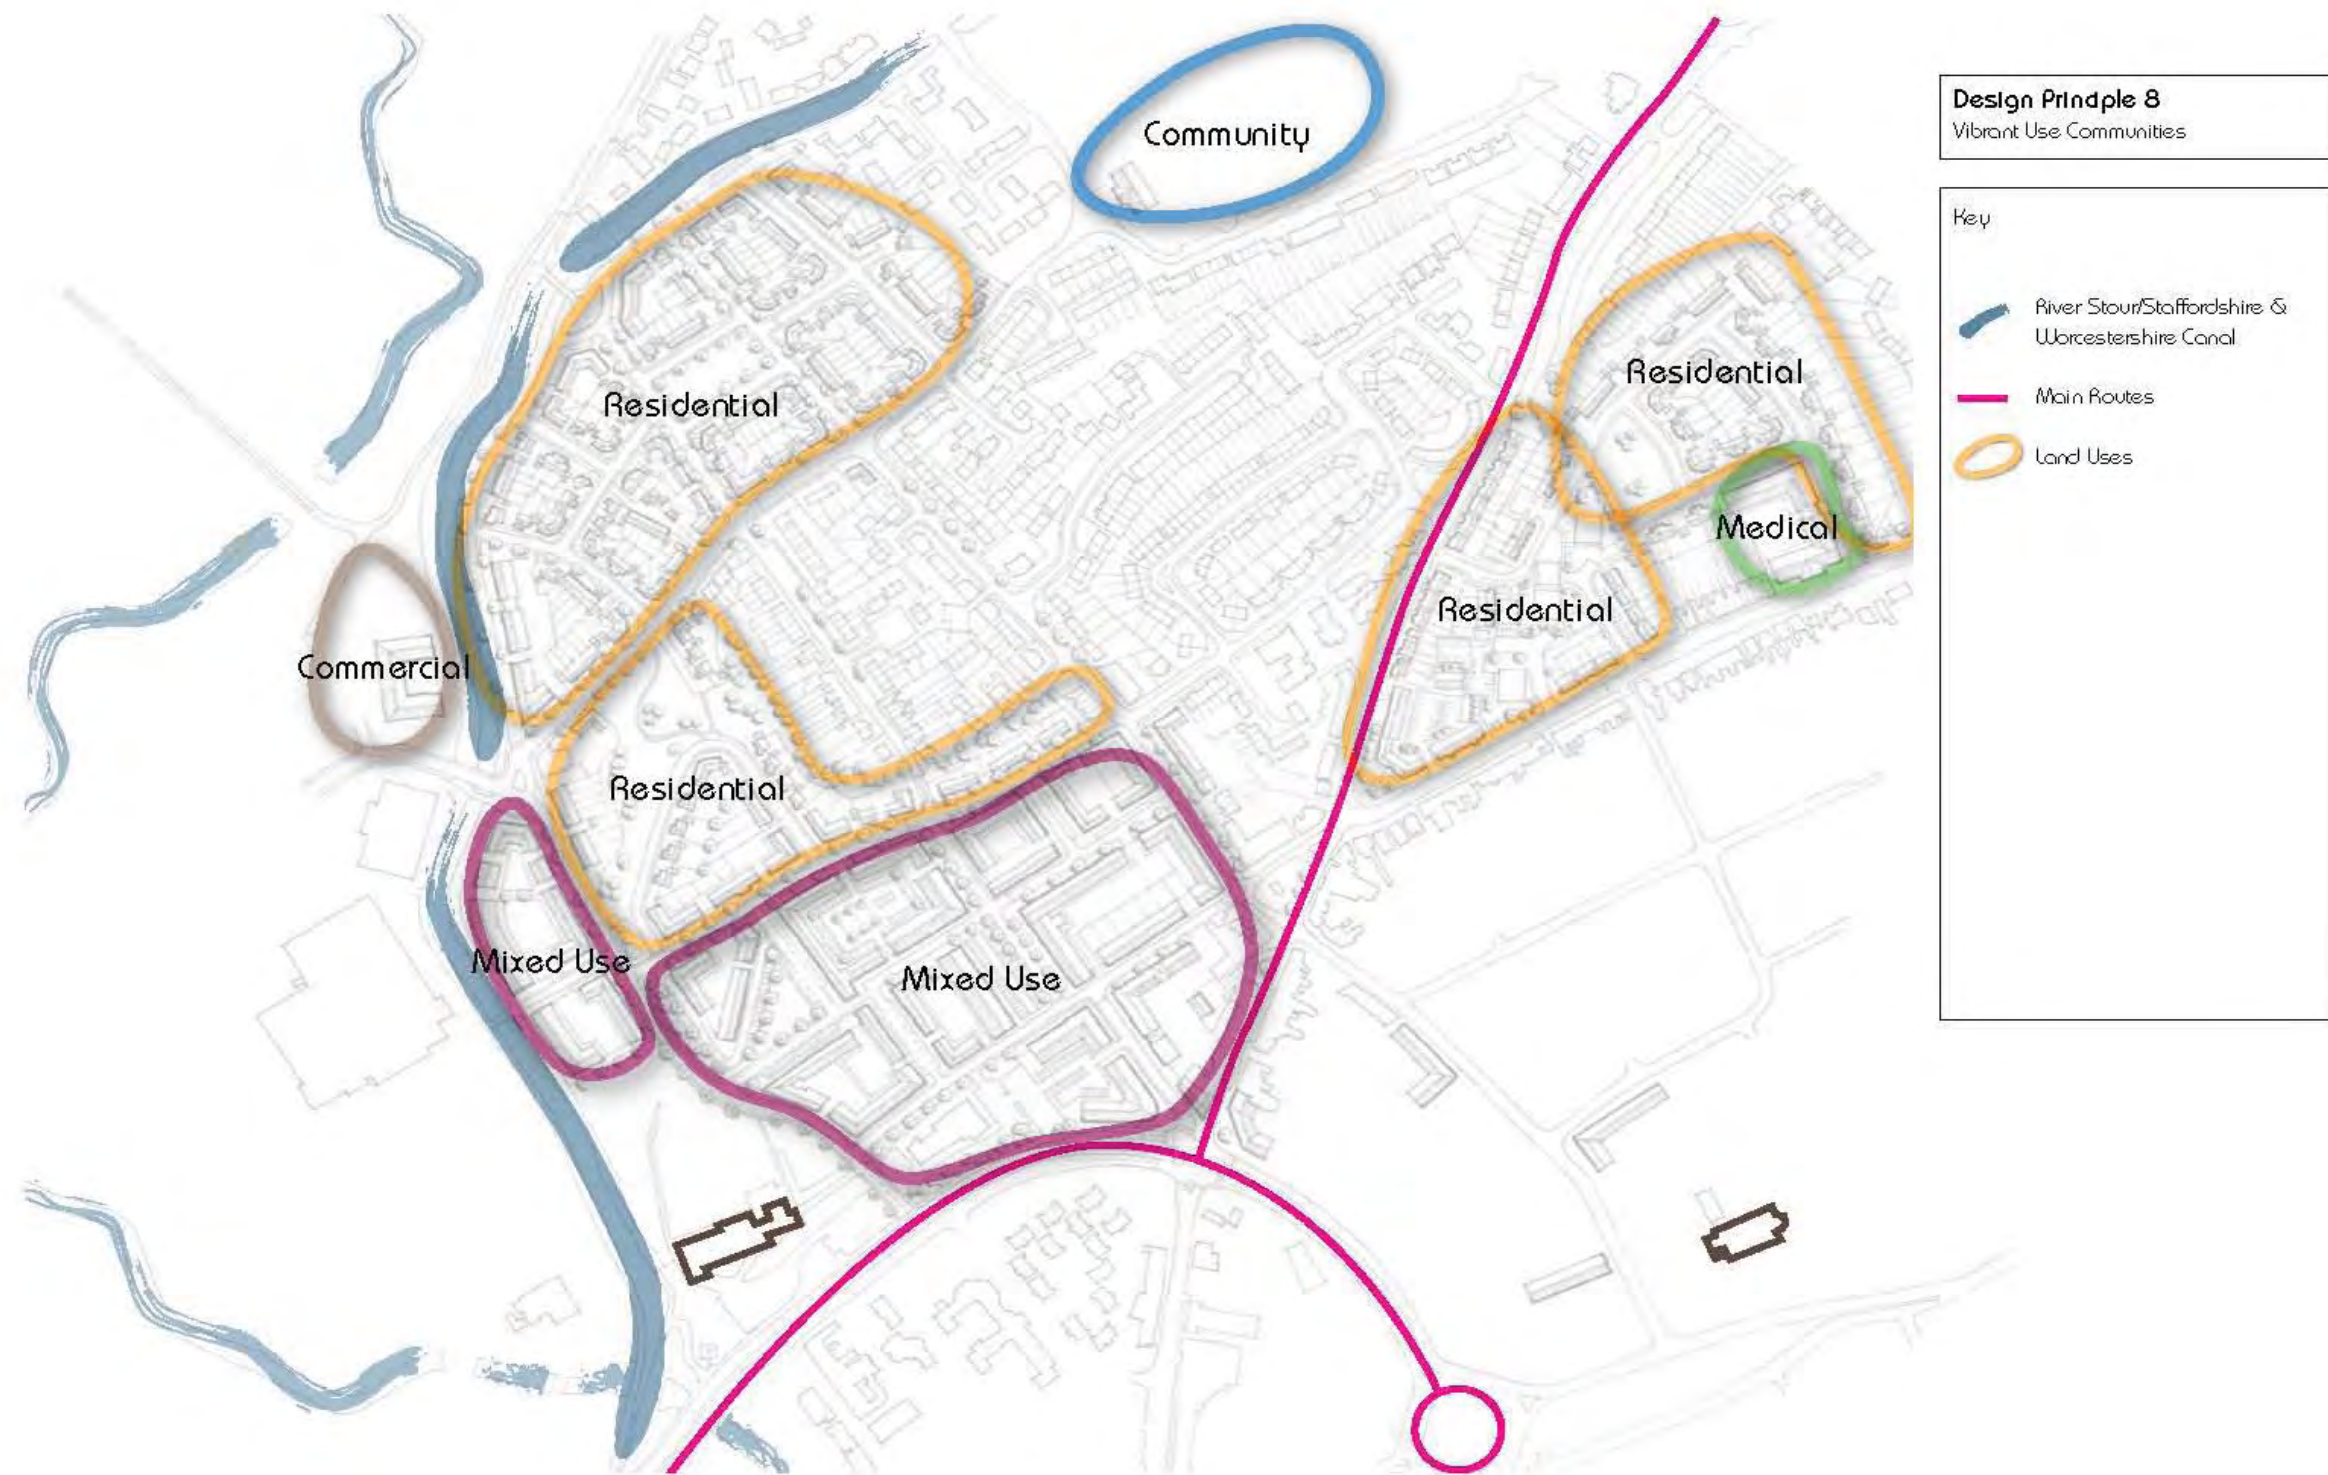 Community
Design Principle 8
Vibrant Use Communities
Key
River Stour/Staffordshire &
Worcestershire Canal
Main Routes
Land Uses
Residential
Residential
Medical
Residential
Commercial
Residential
Mixed Use
Mixed Use